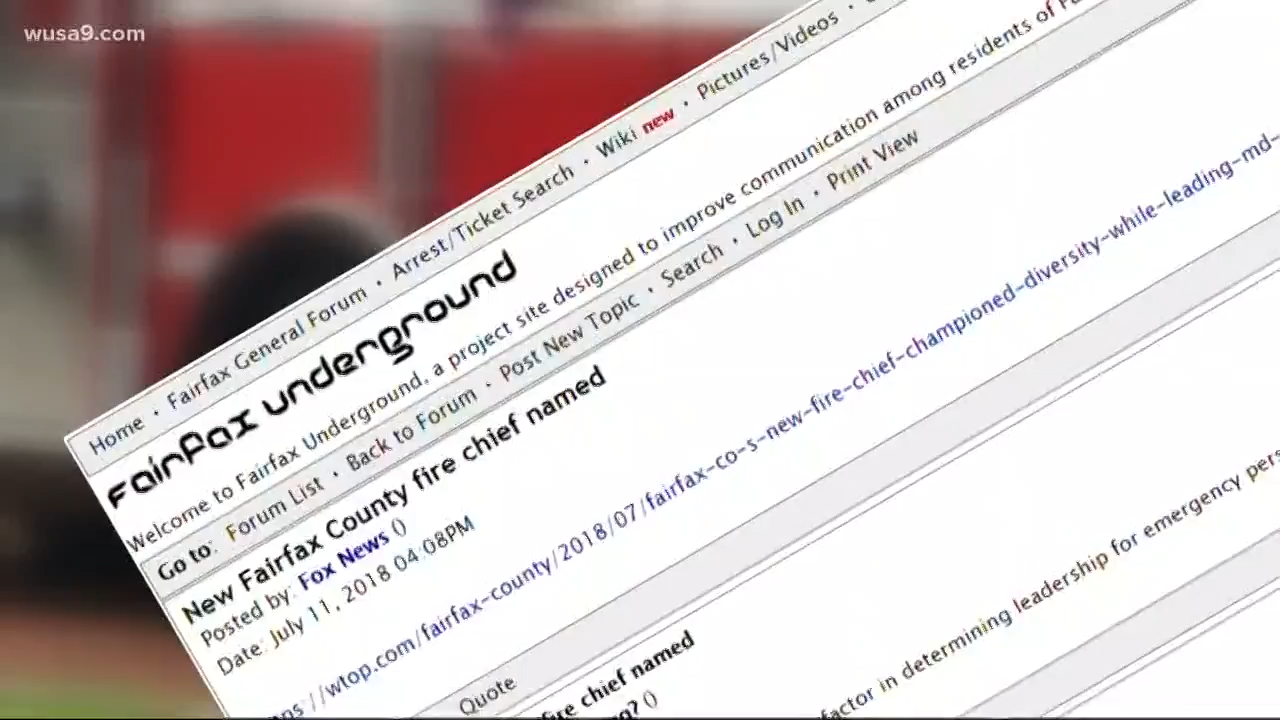 wusa9.com
Home • Fairfax General Forum • Arrest/Ticket Search • Wiki new • Pictures/Videos •
Fairfax Underground
Welcome to Fairfax Underground, a project site designed to improve communication among residents of
Go to: Forum List • Back to Forum • Post New Topic • Search • Log In • Print View
New Fairfax County fire chief named
Posted by: Fox News ()
Date: July 11, 2018 04:08PM
://wtop.com/fairfax-county/2018/07/fairfax-co-s-new-fire-chief-championed-diversity-while-leading-md-
Quote
fire chief named
factor in determining leadership for emergency